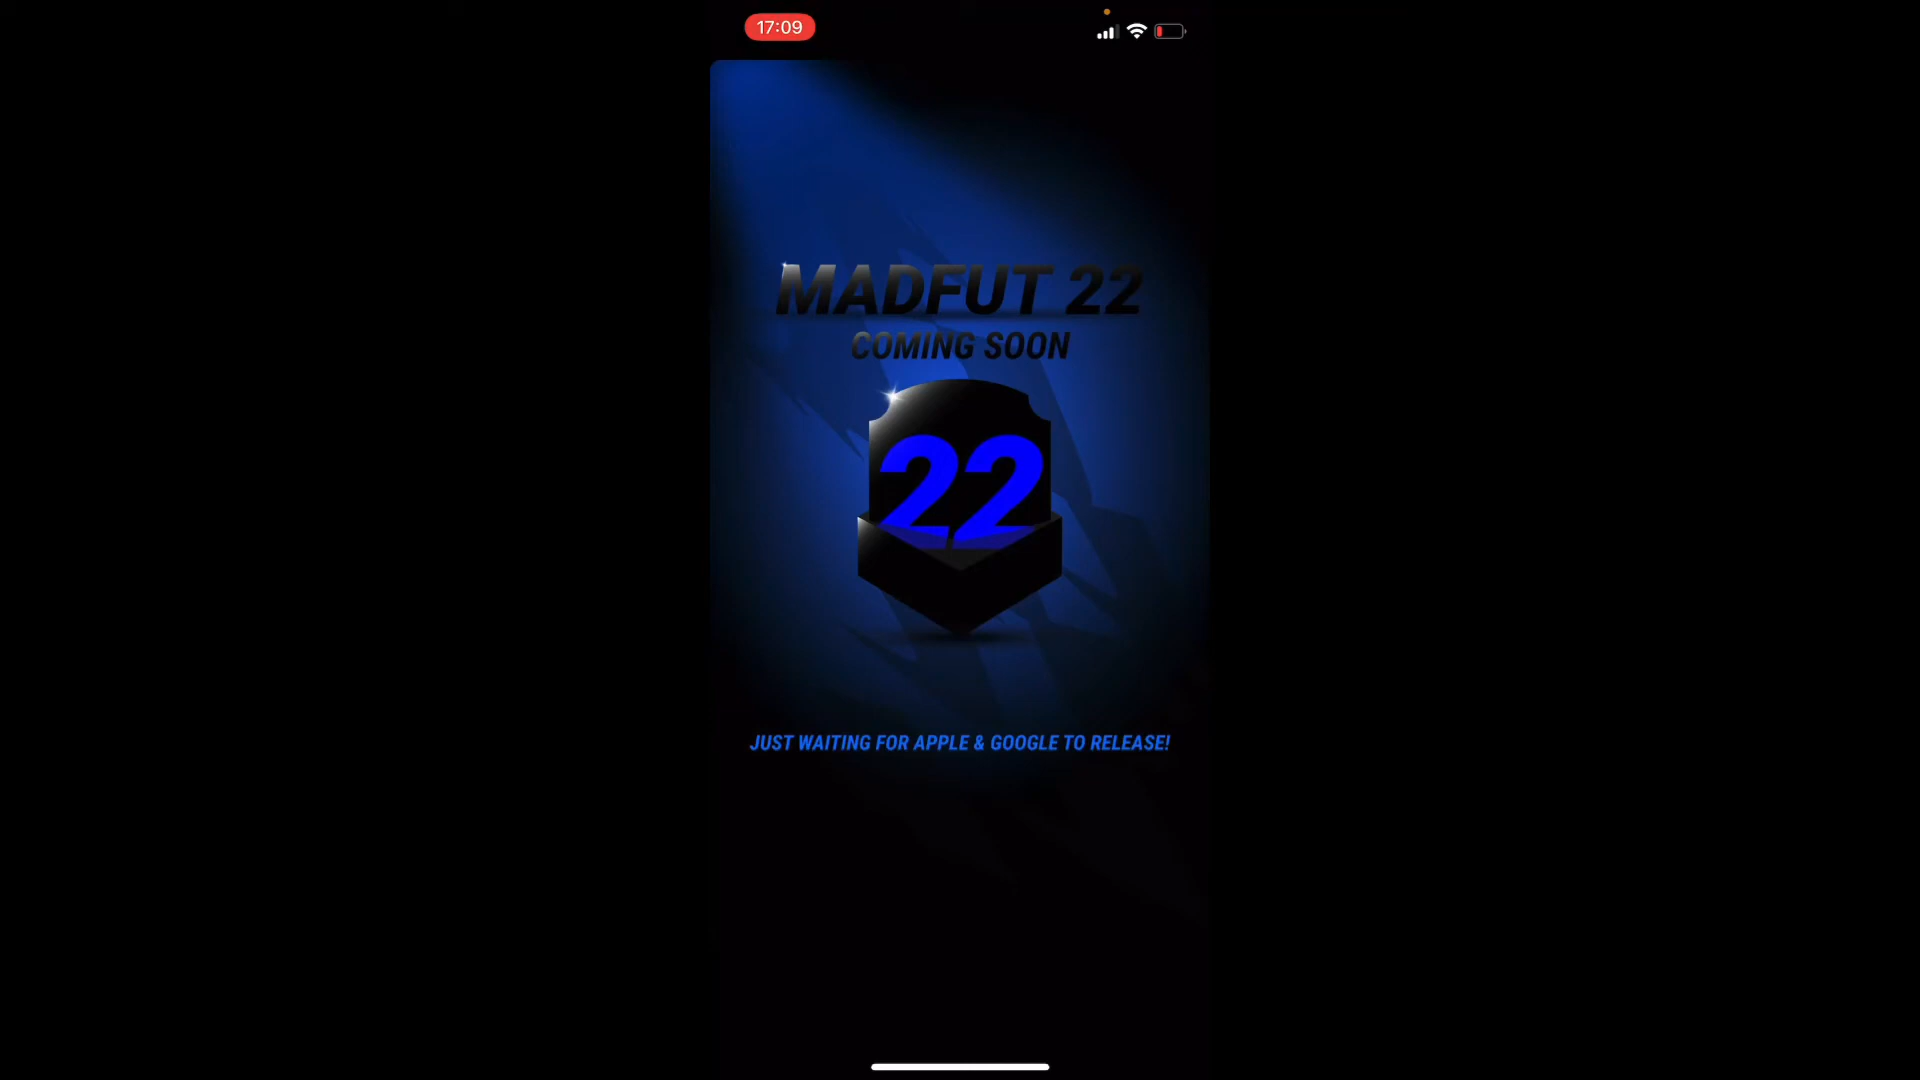 17:09
MADFUT 22
COMING SOON
22
JUST WAITING FOR APPLE & GOOGLE TO RELEASE!